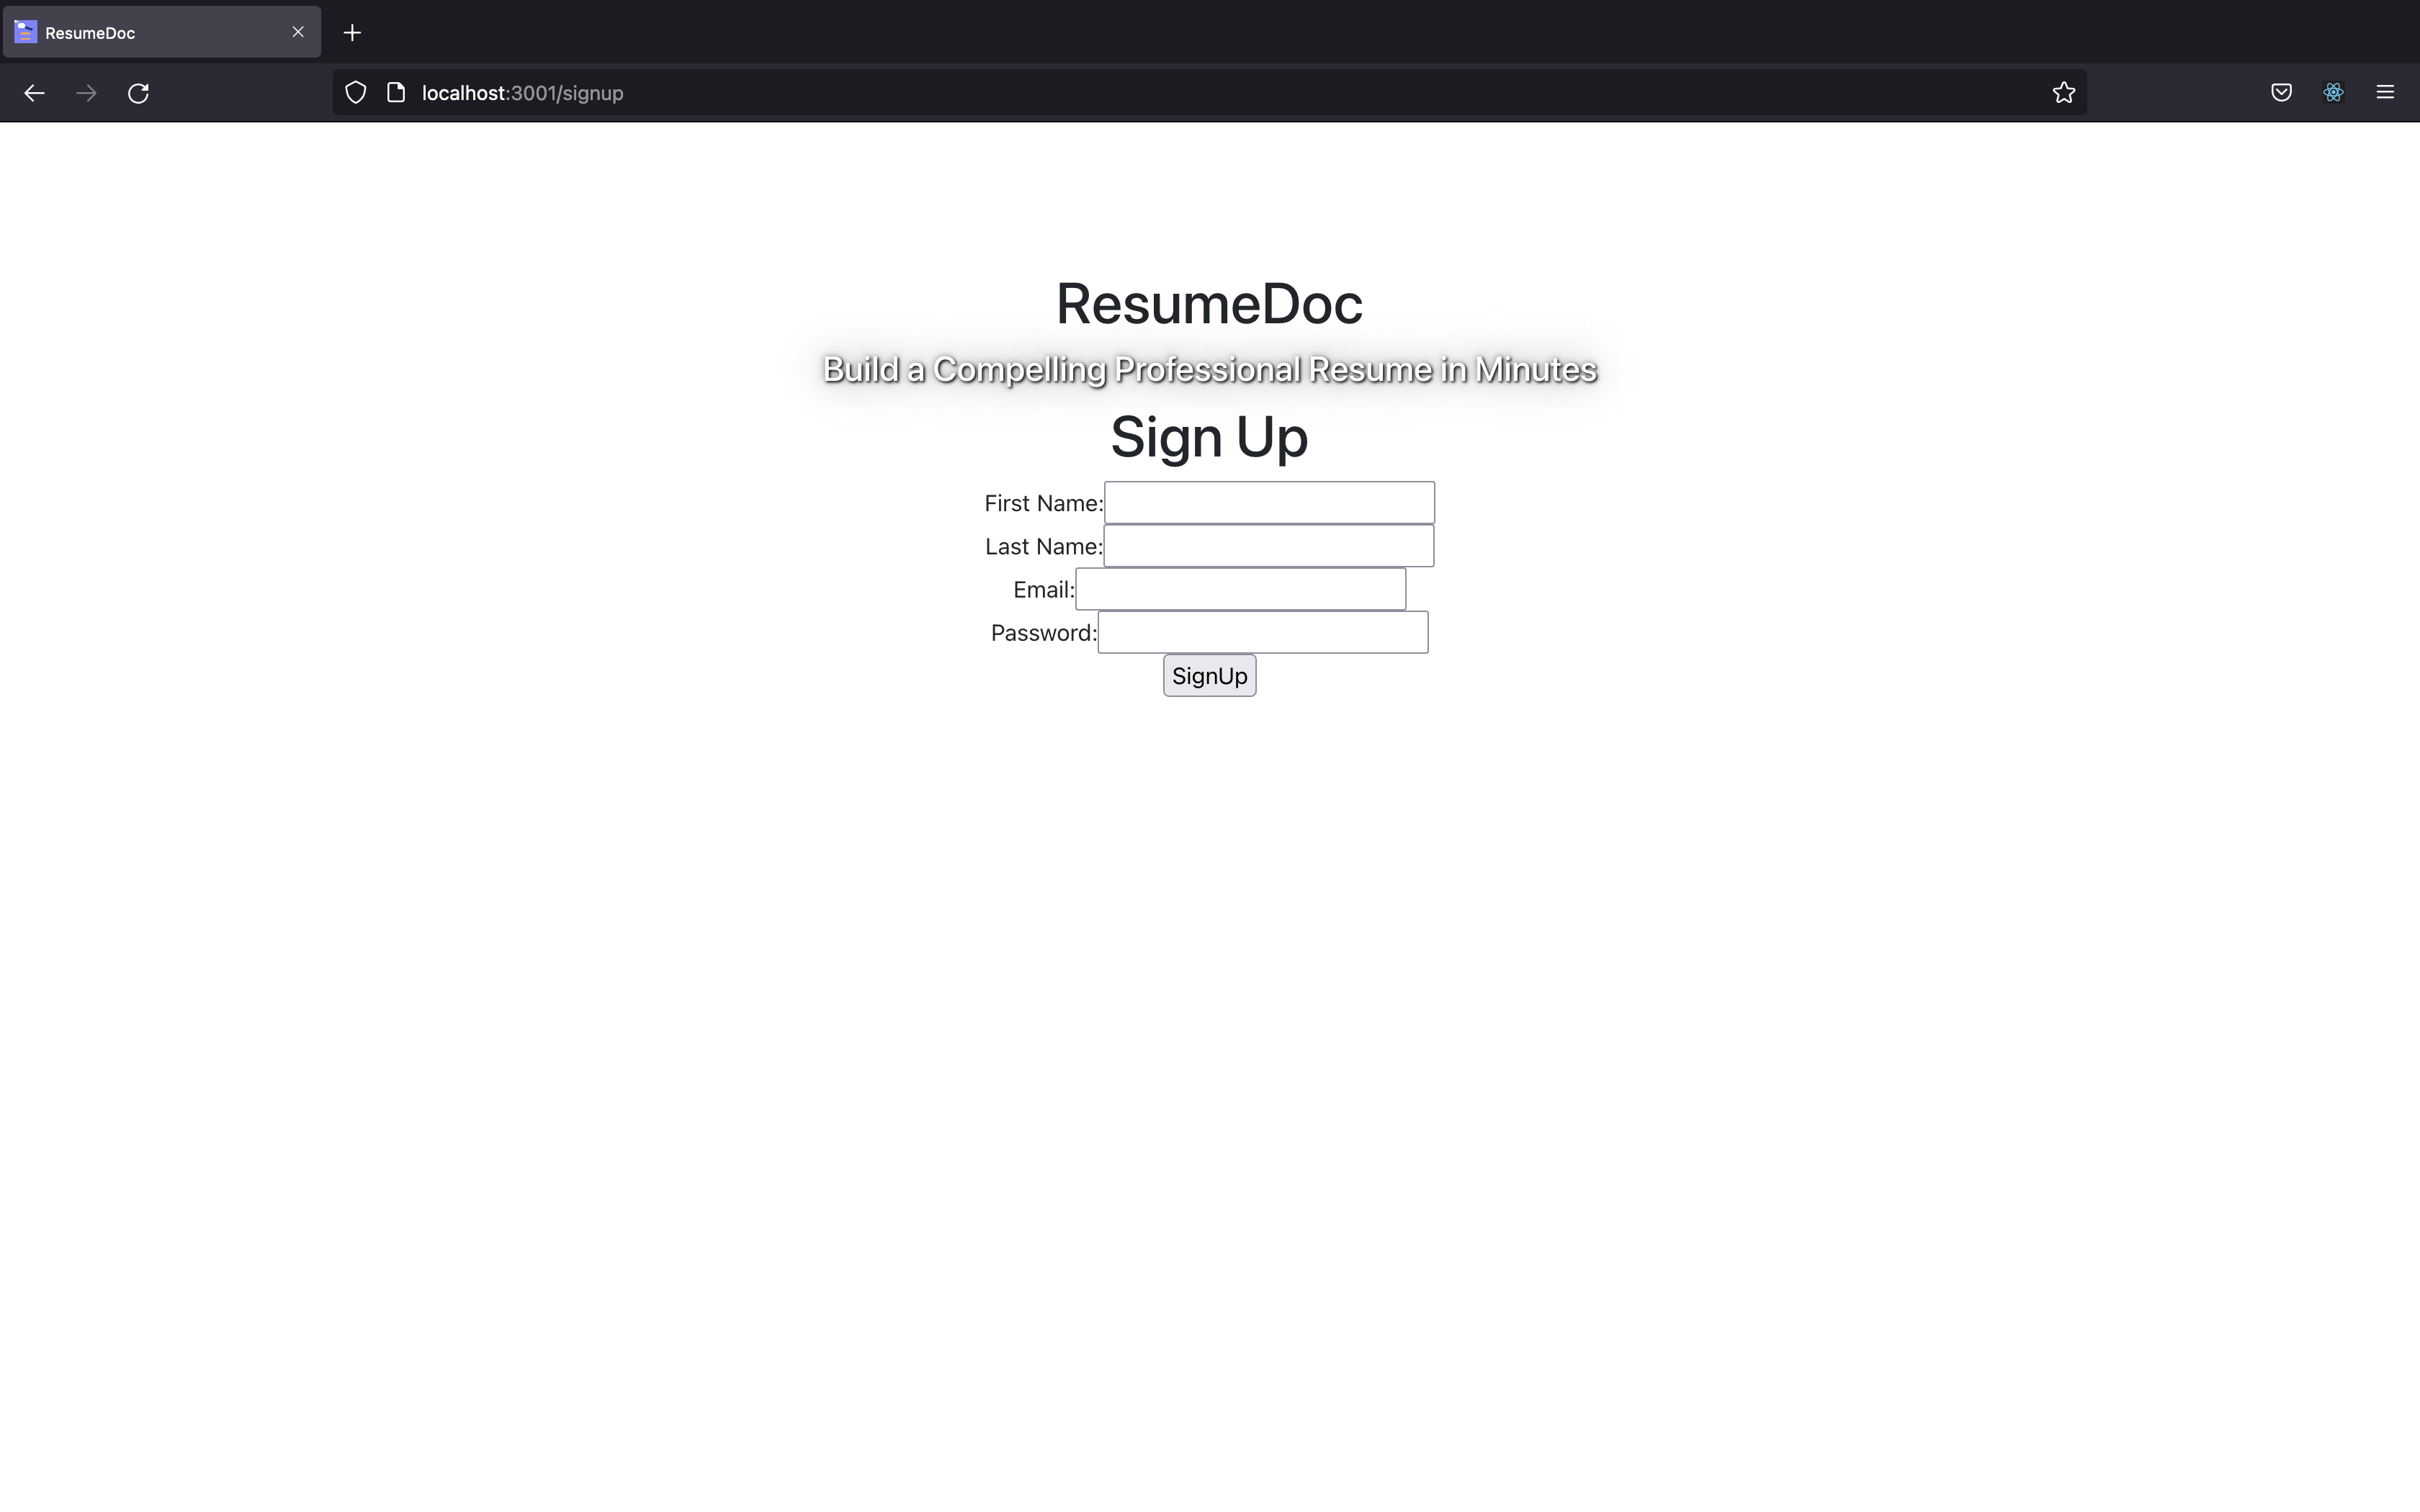 ResumeDoc
localhost:3001/signup
ResumeDoc
Build a Compelling Professional Resume in Minutes
Sign Up
First Name:
Last Name:
Email:
Password:
SignUp